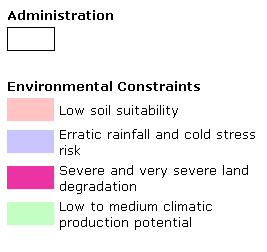 Administration
Environmental Constraints
Low soil suitability
Erratic rainfall and cold stress
risk
Severe and very severe land
degradation
Low to medium climatic
production potential